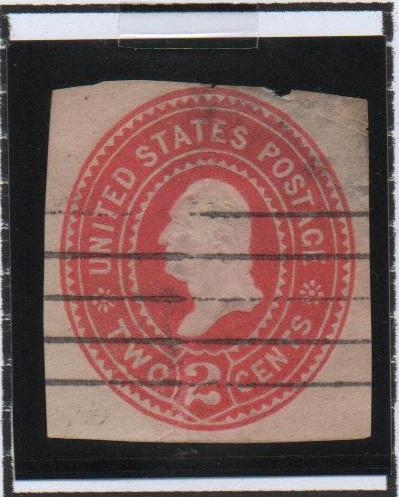 UNITED STATES POSTAGE
TWO 2 CENTS